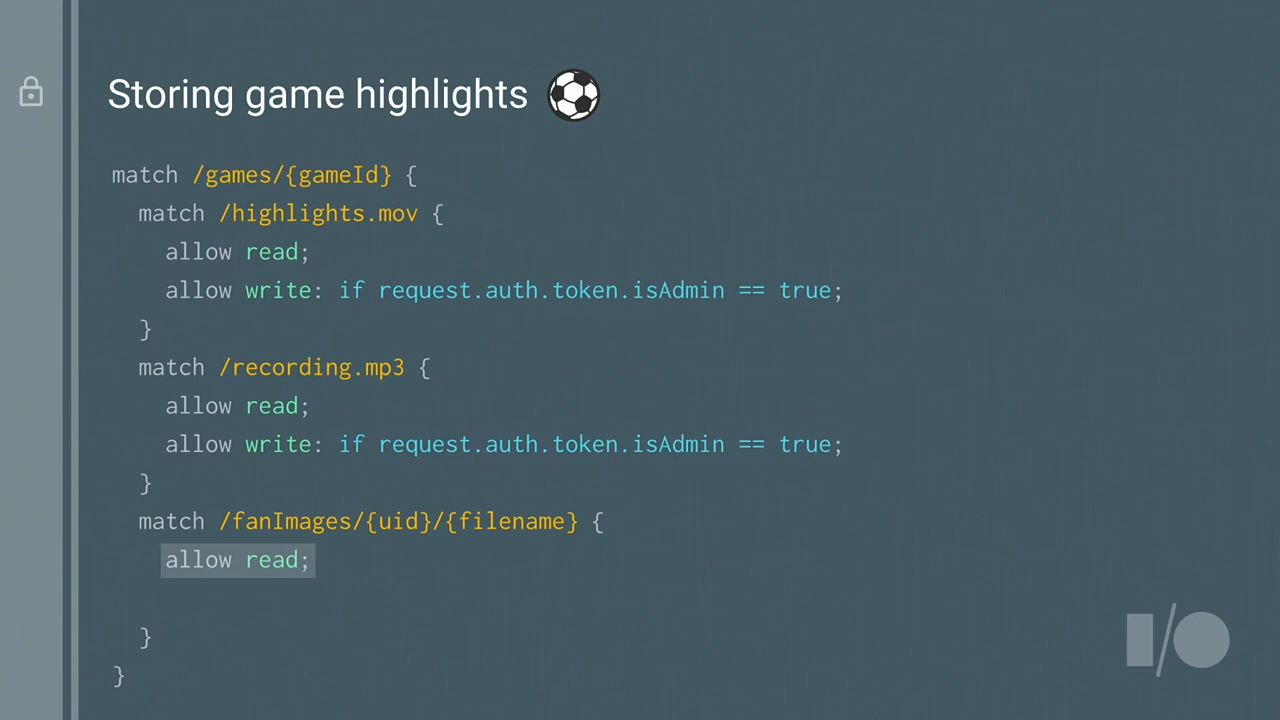 Storing game highlights
match /games/{gameId} {
match /highlights.mov {
allow read;
allow write: if request.auth.token.isAdmin == true;
}
match /recording.mp3 {
allow read;
allow write: if request.auth.token.isAdmin == true;
}
match /fanImages/{uid}/{filename} {
allow read;
}
}
I/O